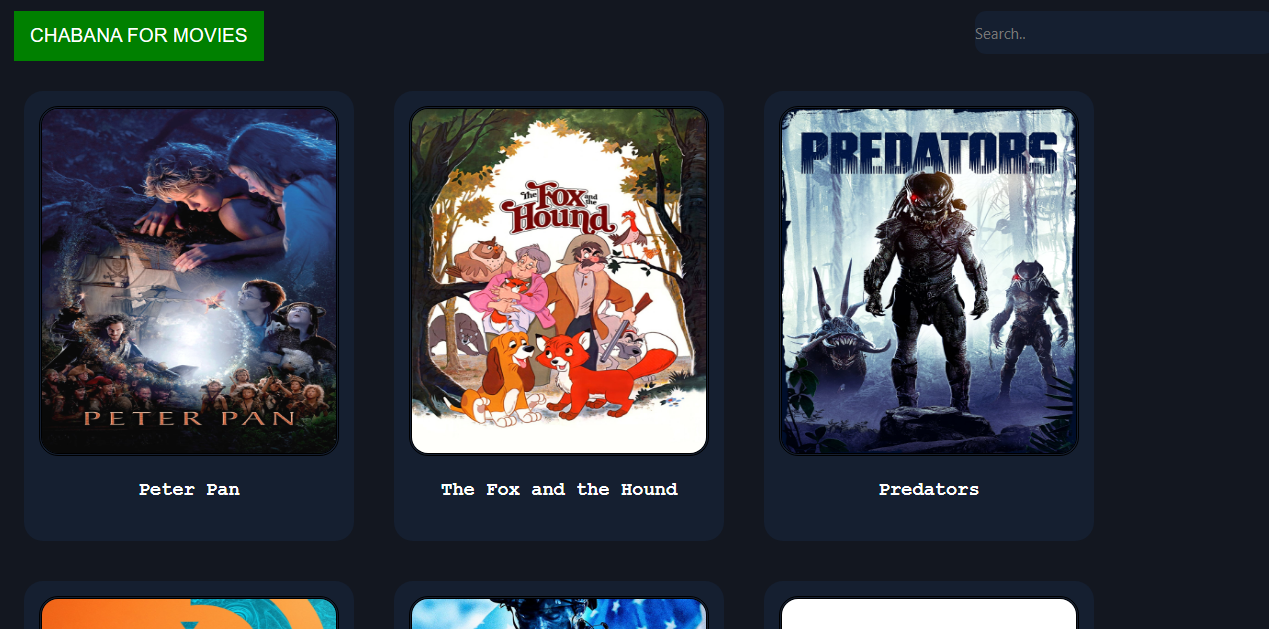 CHABANA FOR MOVIES
Search..
PETER PAN
The Fox and the
Hound
PREDATORS
Peter Pan
The Fox and the Hound
Predators